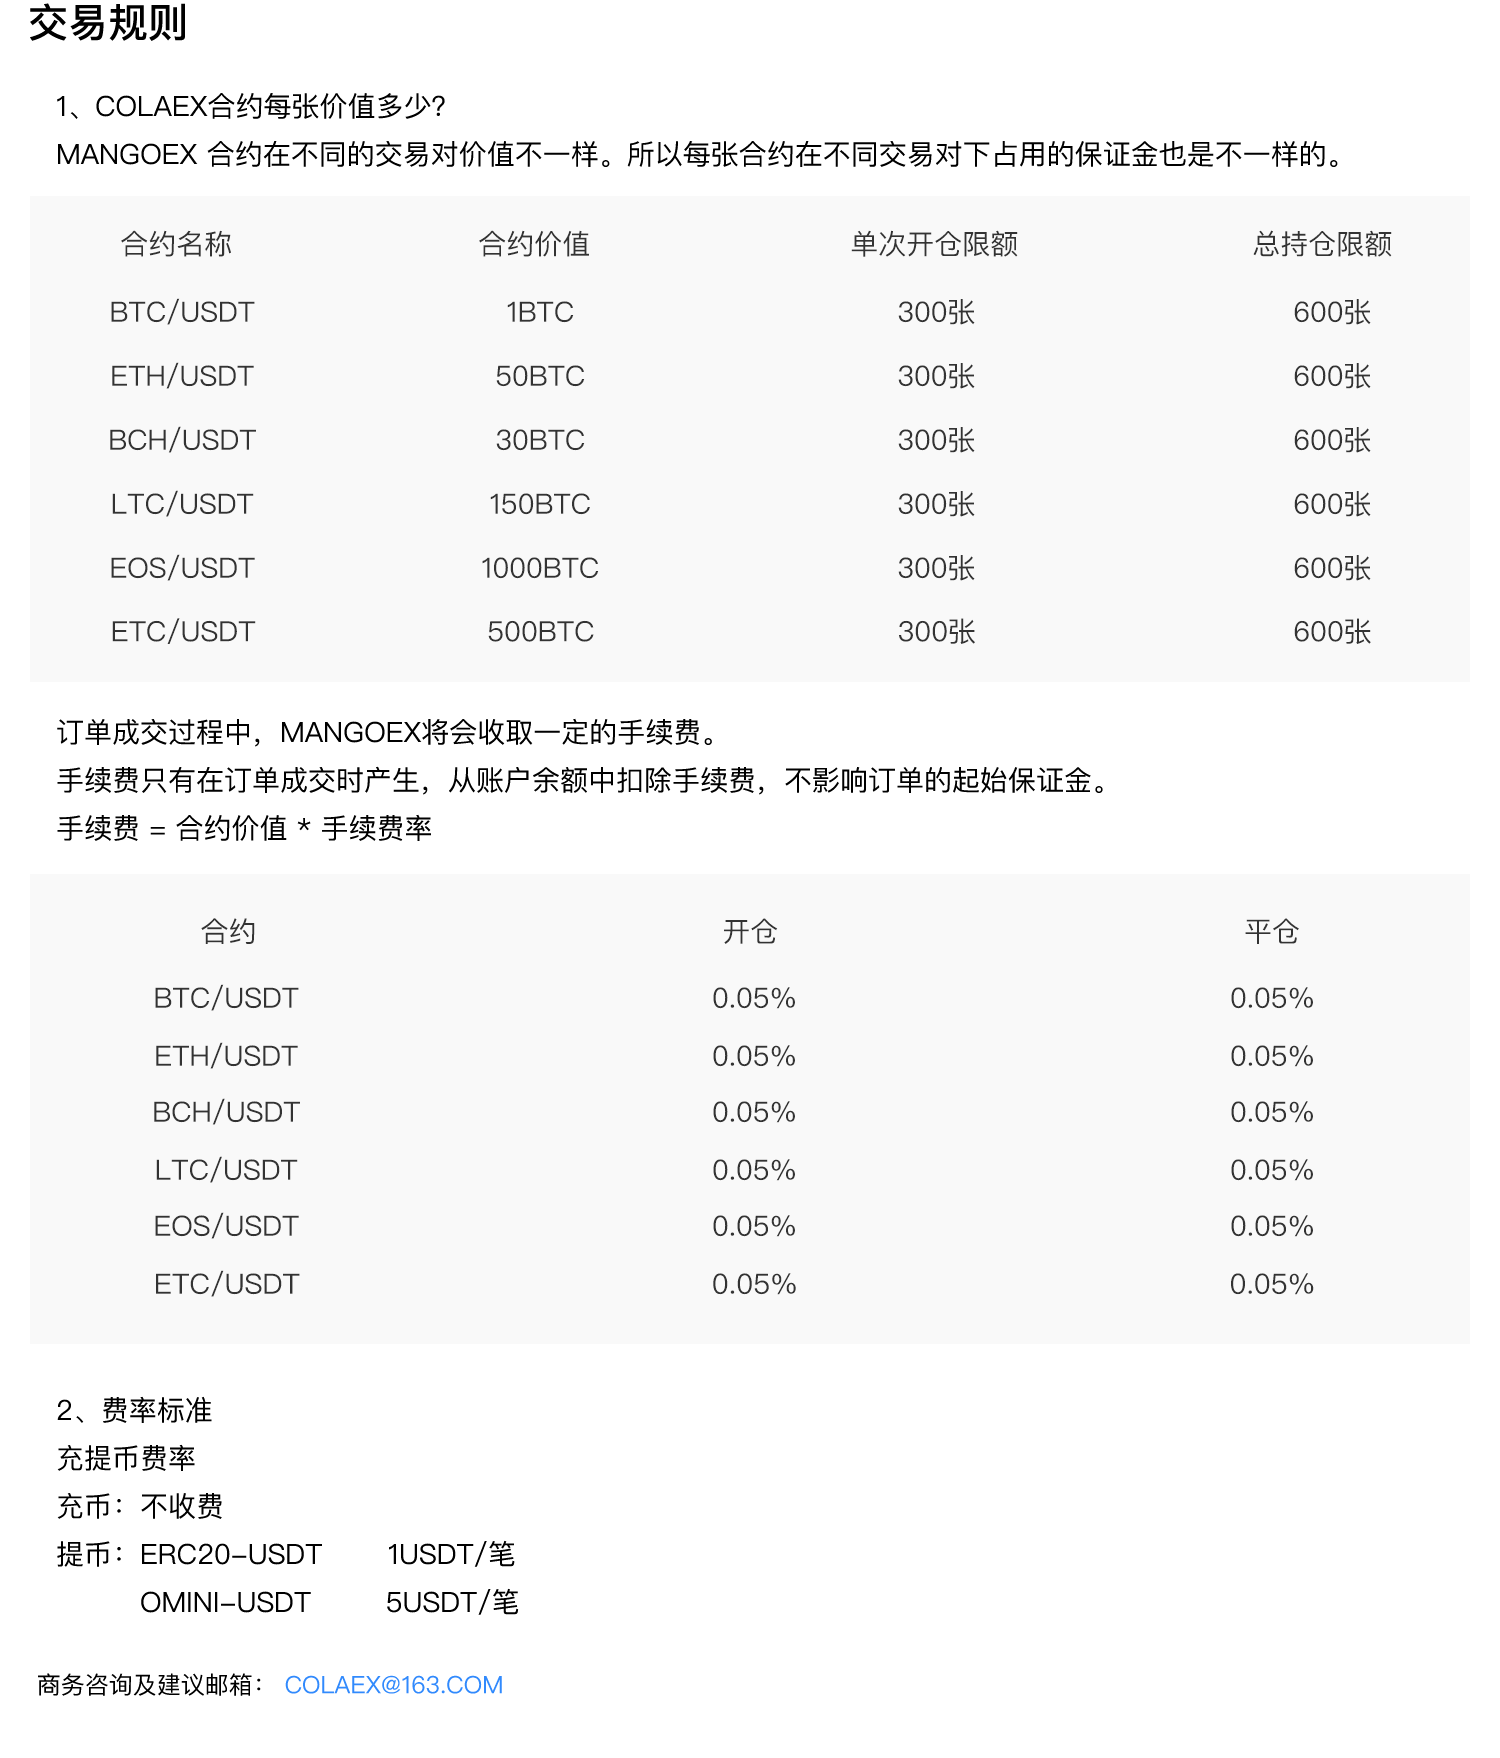 交易规则
1、COLAEX合约每张价值多少?
MANGOEX 合约在不同的交易对价值不一样。所以每张合约在不同交易对下占用的保证金也是不一样的。
合约名称 合约价值 单次开仓限额 总持仓限额
BTC/USDT 1BTC 300张 600张
ETH/USDT 50BTC 300张 600张
BCH/USDT 30BTC 300张 600张
LTC/USDT 150BTC 300张 600张
EOS/USDT 1000BTC 300张 600张
ETC/USDT 500BTC 300张 600张
订单成交过程中，MANGOEX将会收取一定的手续费。
手续费只有在订单成交时产生，从账户余额中扣除手续费，不影响订单的起始保证金。
手续费 = 合约价值 * 手续费率
合约 开仓 平仓
BTC/USDT 0.05% 0.05%
ETH/USDT 0.05% 0.05%
BCH/USDT 0.05% 0.05%
LTC/USDT 0.05% 0.05%
EOS/USDT 0.05% 0.05%
ETC/USDT 0.05% 0.05%
2、费率标准
充提币费率
充币：不收费
提币：ERC20-USDT 1USDT/笔
OMINI-USDT 5USDT/笔
商务咨询及建议邮箱： COLAEX@163.COM